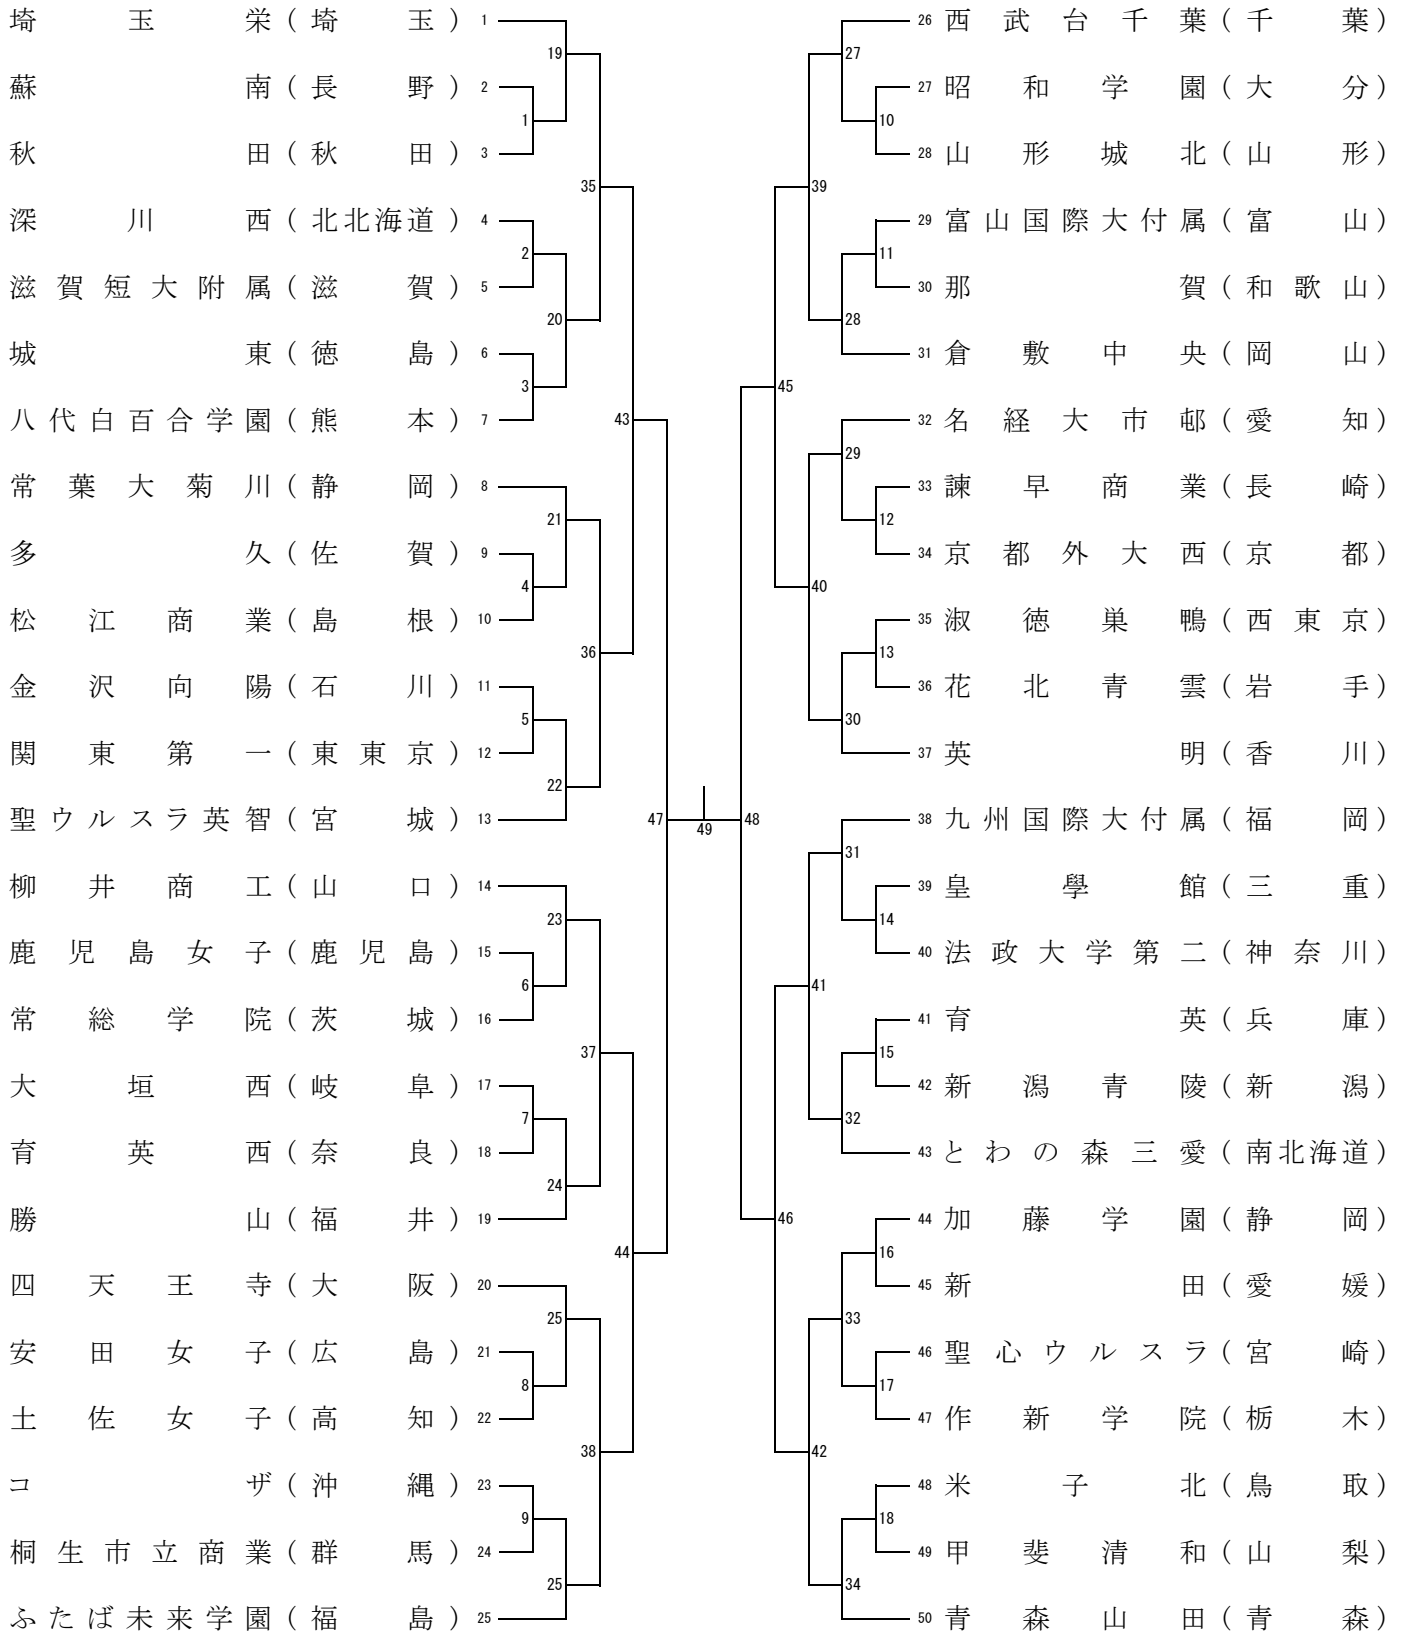 埼玉栄(埼玉) 1
19
蘇南(長野) 2
1
秋田(秋田) 3
35
深川西(北北海道) 4
2
滋賀短大附属(滋賀) 5
20
城東(徳島) 6
3
八代白百合学園(熊本) 7
43
常葉大菊川(静岡) 8
21
多久(佐賀) 9
4
松江商業(島根) 10
36
金沢向陽(石川) 11
5
関東第一(東東京) 12
22
聖ウルスラ英智(宮城) 13
47
49
柳井商工(山口) 14
23
鹿児島女子(鹿児島) 15
6
常総学院(茨城) 16
37
大垣西(岐阜) 17
7
育英西(奈良) 18
24
勝山(福井) 19
44
四天王寺(大阪) 20
25
安田女子(広島) 21
8
土佐女子(高知) 22
38
コザ(沖縄) 23
9
桐生市立商業(群馬) 24
25
ふたば未来学園(福島) 25
26 西武台千葉(千葉)
27
27 昭和学園(大分)
10
28 山形城北(山形)
39
29 富山国際大付属(富山)
11
30 那賀(和歌山)
28
31 倉敷中央(岡山)
45
32 名経大市邨(愛知)
29
33 諫早商業(長崎)
12
34 京都外大西(京都)
40
35 淑徳巣鴨(西東京)
13
36 花北青雲(岩手)
30
37 英明(香川)
48
38 九州国際大付属(福岡)
31
39 皇學館(三重)
14
40 法政大学第二(神奈川)
41
41 育英(兵庫)
15
42 新潟青陵(新潟)
32
43 とわの森三愛(南北海道)
46
44 加藤学園(静岡)
16
45 新田(愛媛)
33
46 聖心ウルスラ(宮崎)
17
47 作新学院(栃木)
42
48 米子北(鳥取)
18
49 甲斐清和(山梨)
34
50 青森山田(青森)